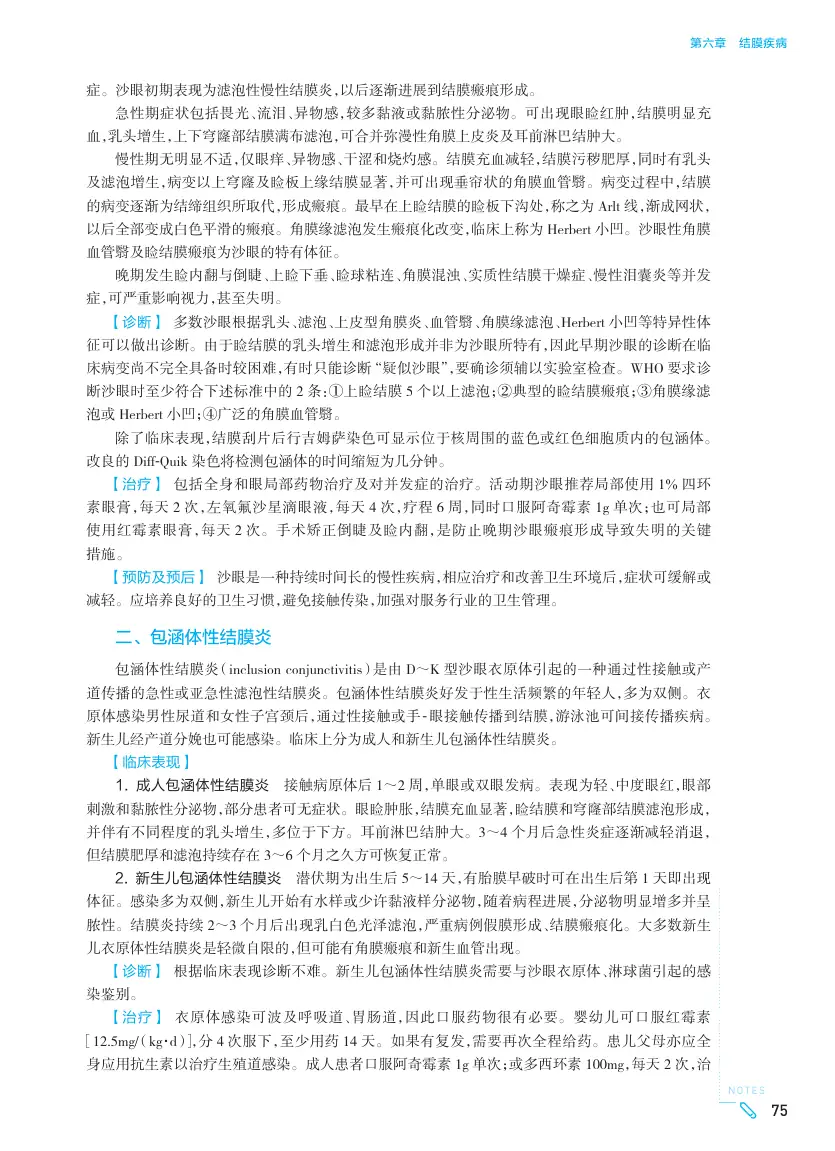 第六章 结膜疾病
症。沙眼初期表现为滤泡性慢性结膜炎,以后逐渐进展到结膜瘢痕形成。
急性期症状包括畏光、流泪、异物感,较多黏液或黏脓性分泌物。可出现眼睑红肿,结膜明显充
血,乳头增生,上下穹窿部结膜满布滤泡,可合并弥漫性角膜上皮炎及耳前淋巴结肿大。
慢性期无明显不适,仅眼痒、异物感、干涩和烧灼感。结膜充血减轻,结膜污秽肥厚,同时有乳头
及滤泡增生,病变以上穹窿及睑板上缘结膜显著,并可出现垂帘状的角膜血管翳。病变过程中,结膜
的病变逐渐为结缔组织所取代,形成瘢痕。最早在上睑结膜的睑板下沟处,称之为 Arlt 线,渐成网状,
以后全部变成白色平滑的瘢痕。角膜缘滤泡发生瘢痕化改变,临床上称为 Herbert 小凹。沙眼性角膜
血管翳及睑结膜瘢痕为沙眼的特有体征。
晚期发生睑内翻与倒睫、上睑下垂、睑球粘连、角膜混浊、实质性结膜干燥症、慢性泪囊炎等并发
症,可严重影响视力,甚至失明。
【诊断】 多数沙眼根据乳头、滤泡、上皮型角膜炎、血管翳、角膜缘滤泡、Herbert 小凹等特异性体
征可以做出诊断。由于睑结膜的乳头增生和滤泡形成并非为沙眼所特有,因此早期沙眼的诊断在临
床病变尚不完全具备时较困难,有时只能诊断“疑似沙眼”,要确诊须辅以实验室检查。WHO 要求诊
断沙眼时至少符合下述标准中的 2 条:①上睑结膜 5 个以上滤泡;②典型的睑结膜瘢痕;③角膜缘滤
泡或 Herbert 小凹;④广泛的角膜血管翳。
除了临床表现,结膜刮片后行吉姆萨染色可显示位于核周围的蓝色或红色细胞质内的包涵体。
改良的 Diff-Quik 染色将检测包涵体的时间缩短为几分钟。
【治疗】 包括全身和眼局部药物治疗及对并发症的治疗。活动期沙眼推荐局部使用 1% 四环
素眼膏,每天 2 次,左氧氟沙星滴眼液,每天 4 次,疗程 6 周,同时口服阿奇霉素 1g 单次;也可局部
使用红霉素眼膏,每天 2 次。手术矫正倒睫及睑内翻,是防止晚期沙眼瘢痕形成导致失明的关键
措施。
【预防及预后】 沙眼是一种持续时间长的慢性疾病,相应治疗和改善卫生环境后,症状可缓解或
减轻。应培养良好的卫生习惯,避免接触传染,加强对服务行业的卫生管理。
二、包涵体性结膜炎
包涵体性结膜炎(inclusion conjunctivitis)是由 D～K 型沙眼衣原体引起的一种通过性接触或产
道传播的急性或亚急性滤泡性结膜炎。包涵体性结膜炎好发于性生活频繁的年轻人,多为双侧。衣
原体感染男性尿道和女性子宫颈后,通过性接触或手-眼接触传播到结膜,游泳池可间接传播疾病。
新生儿经产道分娩也可能感染。临床上分为成人和新生儿包涵体性结膜炎。
【临床表现】
1. 成人包涵体性结膜炎 接触病原体后 1～2 周,单眼或双眼发病。表现为轻、中度眼红,眼部
刺激和黏脓性分泌物,部分患者可无症状。眼睑肿胀,结膜充血显著,睑结膜和穹窿部结膜滤泡形成,
并伴有不同程度的乳头增生,多位于下方。耳前淋巴结肿大。3～4 个月后急性炎症逐渐减轻消退,
但结膜肥厚和滤泡持续存在 3～6 个月之久方可恢复正常。
2. 新生儿包涵体性结膜炎 潜伏期为出生后 5～14 天,有胎膜早破时可在出生后第 1 天即出现
体征。感染多为双侧,新生儿开始有水样或少许黏液样分泌物,随着病程进展,分泌物明显增多并呈
脓性。结膜炎持续 2～3 个月后出现乳白色光泽滤泡,严重病例假膜形成、结膜瘢痕化。大多数新生
儿衣原体性结膜炎是轻微自限的,但可能有角膜瘢痕和新生血管出现。
【诊断】 根据临床表现诊断不难。新生儿包涵体性结膜炎需要与沙眼衣原体、淋球菌引起的感
染鉴别。
【治疗】 衣原体感染可波及呼吸道、胃肠道,因此口服药物很有必要。婴幼儿可口服红霉素
[12.5mg/(kg·d)],分 4 次服下,至少用药 14 天。如果有复发,需要再次全程给药。患儿父母亦应全
身应用抗生素以治疗生殖道感染。成人患者口服阿奇霉素 1g 单次;或多西环素 100mg,每天 2 次,治
NOTES
75